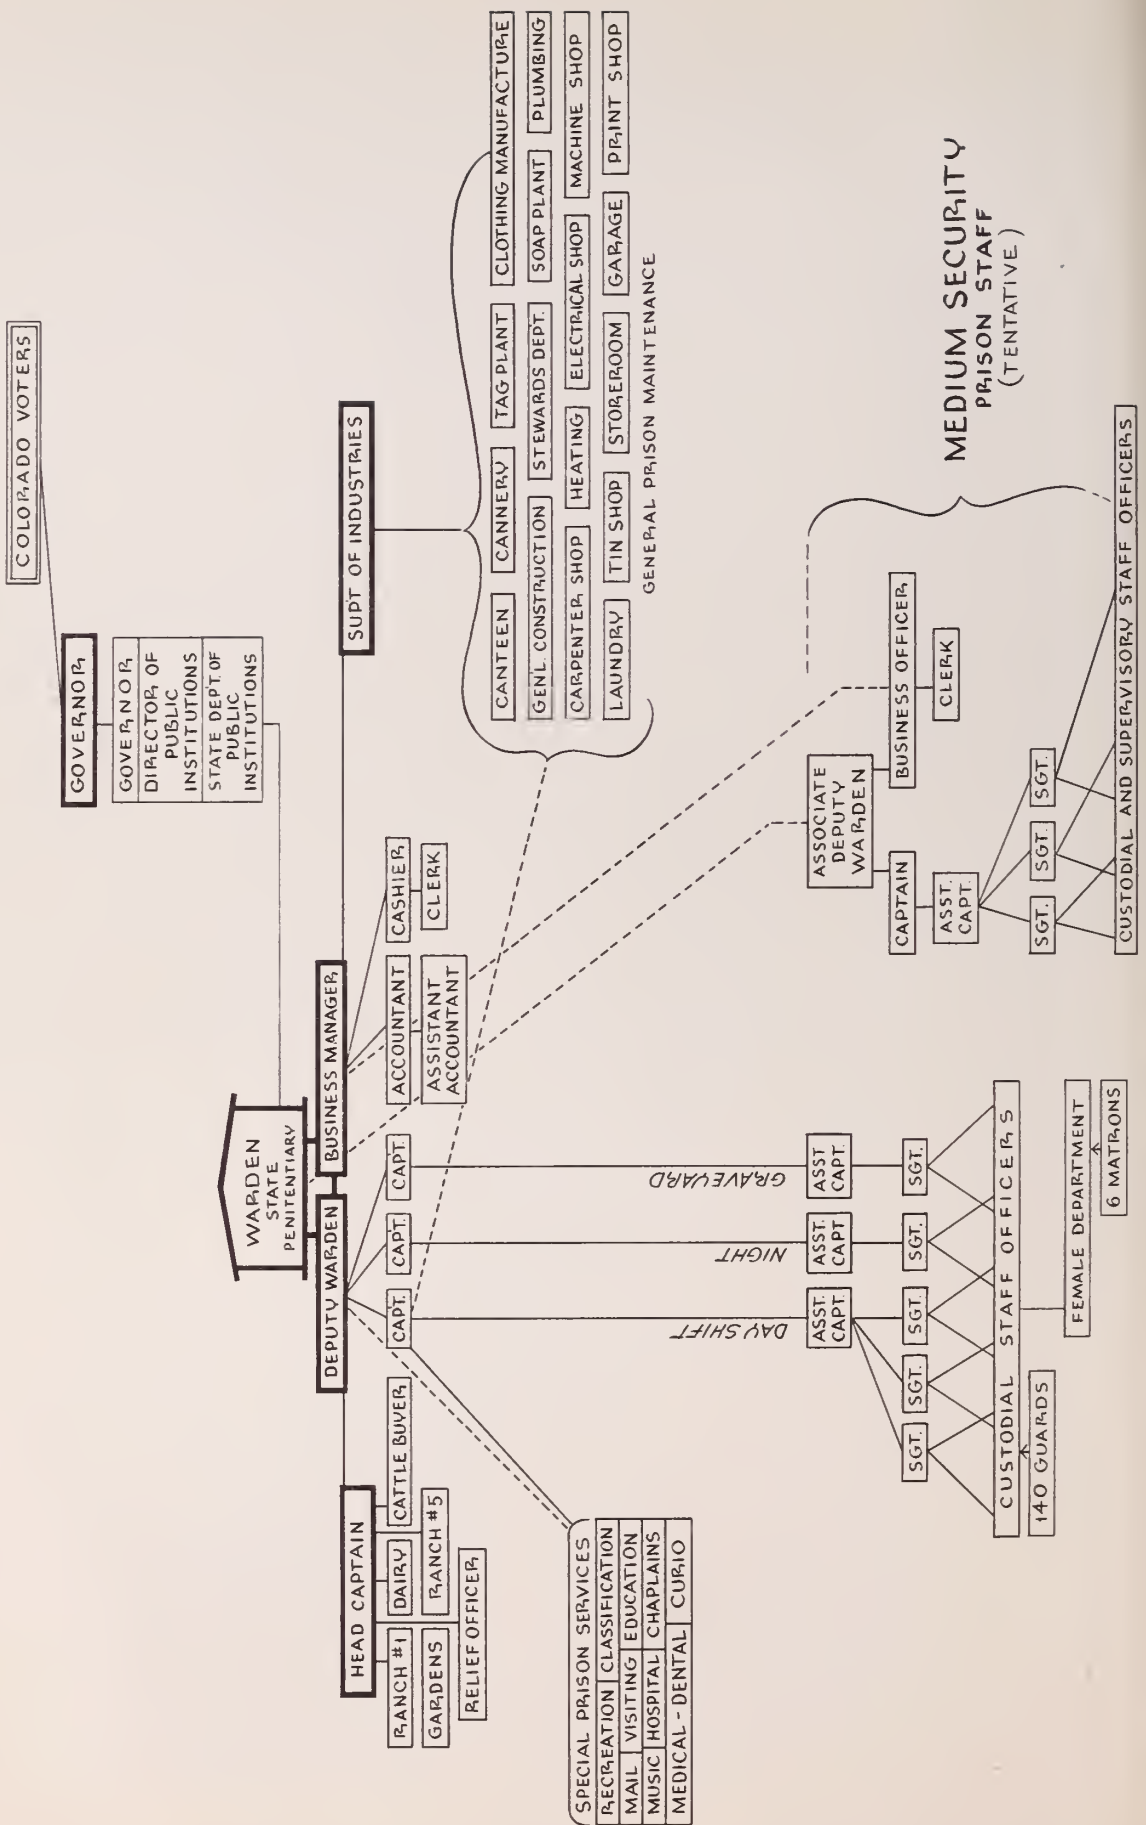 COLORADO VOTERS
GOVERNOR
GOVERNOR
DIRECTOR OF
PUBLIC
INSTITUTIONS
STATE DEPT. OF
PUBLIC
INSTITUTIONS
WARDEN
STATE
PENITENTIARY
DEPUTY WARDEN
BUSINESS MANAGER
HEAD CAPTAIN
RANCH #1
DAIRY
CATTLE BUYER
GARDENS
RANCH #5
RELIEF OFFICER
CAPT.
CAPT.
CAPT.
ACCOUNTANT
ASSISTANT
ACCOUNTANT
CASHIER
CLERK
SUPT OF INDUSTRIES
CANTEEN
CANNERY
TAG PLANT
CLOTHING MANUFACTURE
GENL. CONSTRUCTION
STEWARDS DEPT.
SOAP PLANT
PLUMBING
CARPENTER SHOP
HEATING
ELECTRICAL SHOP
MACHINE SHOP
LAUNDRY
TIN SHOP
STOREROOM
GARAGE
PRINT SHOP
GENERAL PRISON MAINTENANCE
SPECIAL PRISON SERVICES
RECREATION
CLASSIFICATION
MAIL
VISITING
EDUCATION
MUSIC
HOSPITAL
CHAPLAINS
MEDICAL - DENTAL
CURIO
DAY SHIFT
NIGHT
GRAVEYARD
ASST.
CAPT.
ASST.
CAPT
ASST
CAPT.
SGT.
SGT.
SGT.
SGT.
SGT.
CUSTODIAL STAFF OFFICERS
140 GUARDS
FEMALE DEPARTMENT
6 MATRONS
ASSOCIATE
DEPUTY
WARDEN
CAPTAIN
BUSINESS OFFICER
ASST.
CAPT.
CLERK
SGT.
SGT.
SGT.
CUSTODIAL AND SUPERVISORY STAFF OFFICERS
MEDIUM SECURITY
PRISON STAFF
(TENTATIVE)